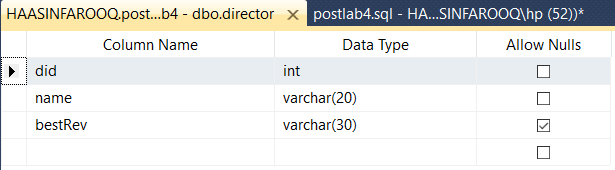 HAASINFAROOQ.post...b4 - dbo.director postlab4.sql - HA...SINFAROOQ\hp (52))*
Column Name Data Type Allow Nulls
did int
name varchar(20)
bestRev varchar(30)